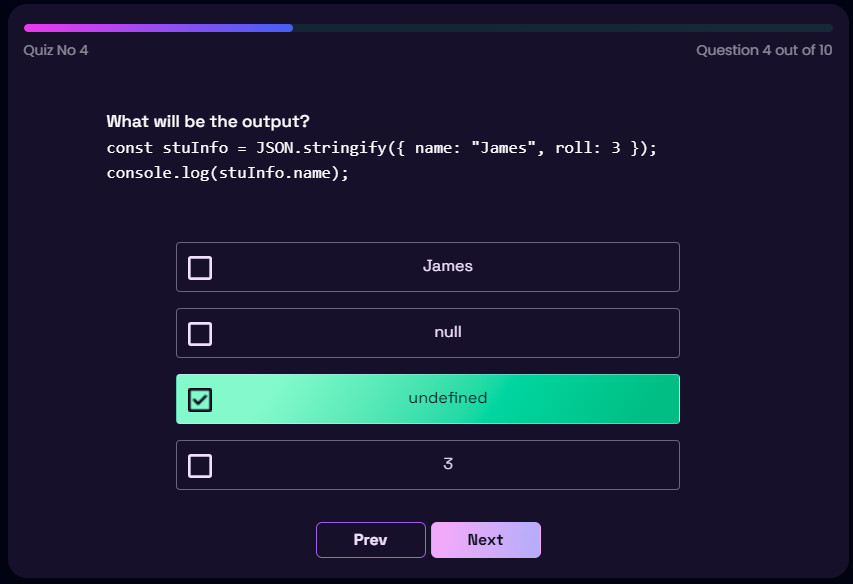 Quiz No 4
Question 4 out of 10
What will be the output?
const stuInfo = JSON.stringify({ name: "James", roll: 3 });
console.log(stuInfo.name);
James
null
undefined
3
Prev
Next